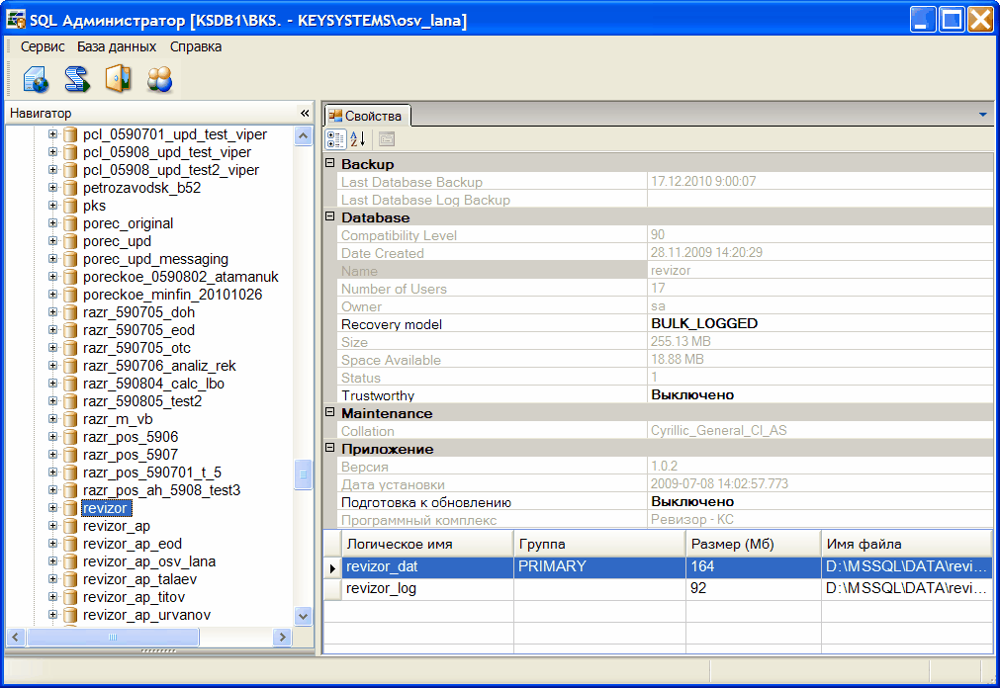 SQL Администратор [KSDB1\BKS. - KEYSYSTEMS\osv_lana]
Сервис База данных Справка
Навигатор «
pcl_0590701_upd_test_viper
pcl_05908_upd_test_viper
pcl_05908_upd_test2_viper
petrozavodsk_b52
pks
porec_original
porec_upd
porec_upd_messaging
poreckoe_0590802_atamanuk
poreckoe_minfin_20101026
razr_590705_doh
razr_590705_eod
razr_590705_otc
razr_590706_analiz_rek
razr_590804_calc_lbo
razr_590805_test2
razr_m_vb
razr_pos_5906
razr_pos_5907
razr_pos_590701_t_5
razr_pos_ah_5908_test3
revizor
revizor_ap
revizor_ap_eod
revizor_ap_osv_lana
revizor_ap_talaev
revizor_ap_titov
revizor_ap_urvanov
Свойства
Backup
Last Database Backup 17.12.2010 9:00:07
Last Database Log Backup
Database
Compatibility Level 90
Date Created 28.11.2009 14:20:29
Name revizor
Number of Users 17
Owner sa
Recovery model BULK_LOGGED
Size 255.13 MB
Space Available 18.88 MB
Status 1
Trustworthy Выключено
Maintenance
Collation Cyrillic_General_CI_AS
Приложение
Версия 1.0.2
Дата установки 2009-07-08 14:02:57.773
Подготовка к обновлению Выключено
Программный комплекс Ревизор - КС
Логическое имя Группа Размер (Мб) Имя файла
revizor_dat PRIMARY 164 D:\MSSQL\DATA\revi...
revizor_log 92 D:\MSSQL\DATA\revi...